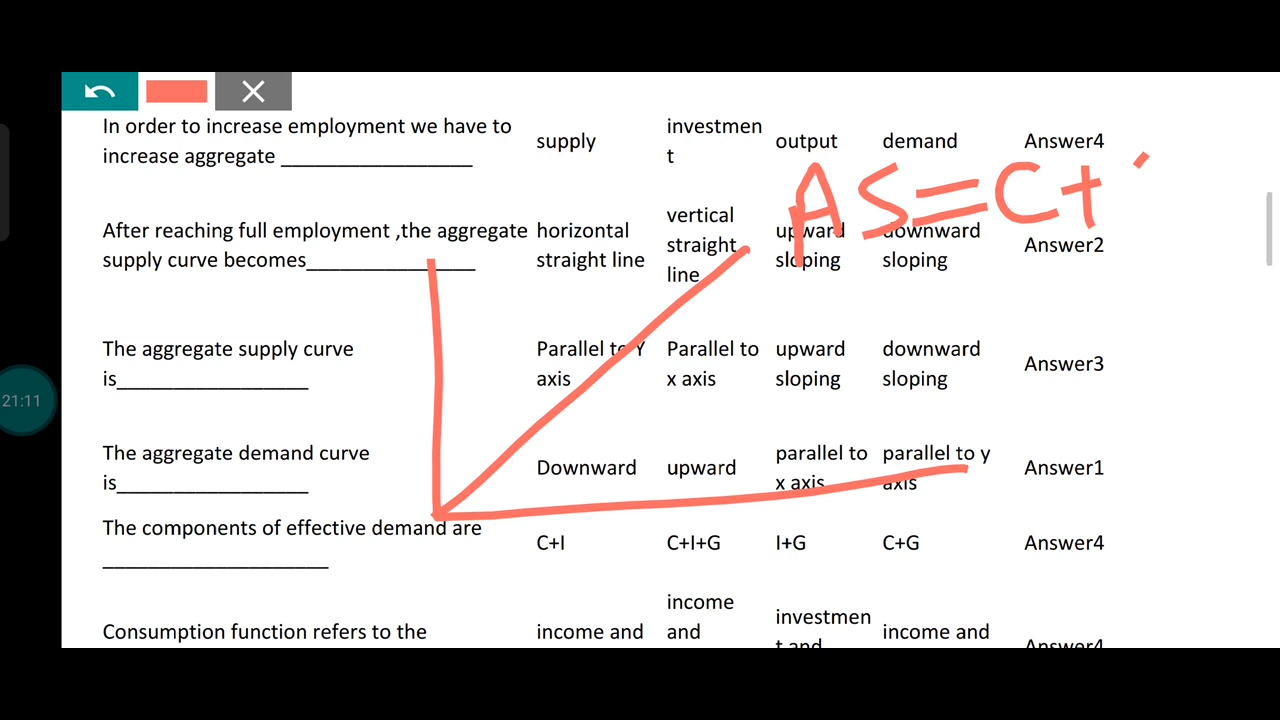 In order to increase employment we have to
increase aggregate __________________
supply
investmen
t
output
demand
Answer4
AS=C+
After reaching full employment ,the aggregate
supply curve becomes________________
horizontal
straight line
vertical
straight
line
upward
sloping
downward
sloping
Answer2
The aggregate supply curve
is__________________
Parallel to Y
axis
Parallel to
x axis
upward
sloping
downward
sloping
Answer3
The aggregate demand curve
is__________________
Downward
upward
parallel to
x axis
parallel to y
axis
Answer1
The components of effective demand are
_____________________
C+I
C+I+G
I+G
C+G
Answer4
Consumption function refers to the
income and
income
and
investmen
t and
income and
Answer4
21:11